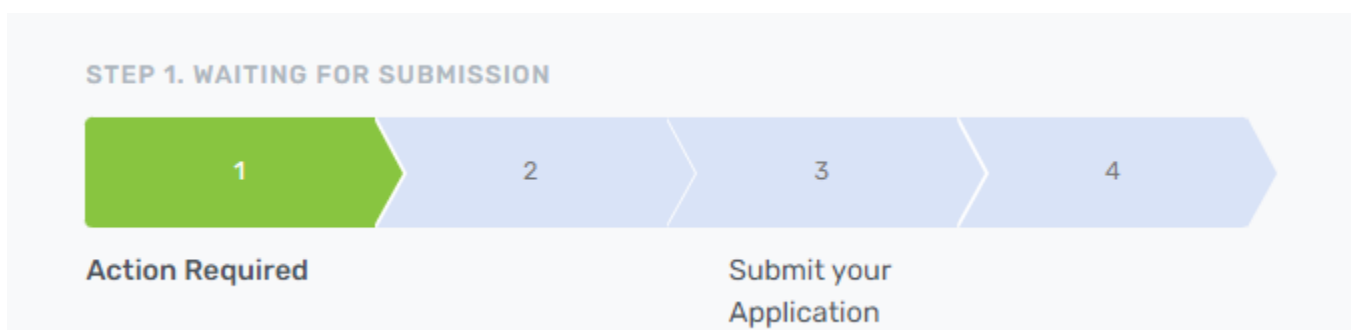 STEP 1. WAITING FOR SUBMISSION
1
2
3
4
Action Required
Submit your
Application